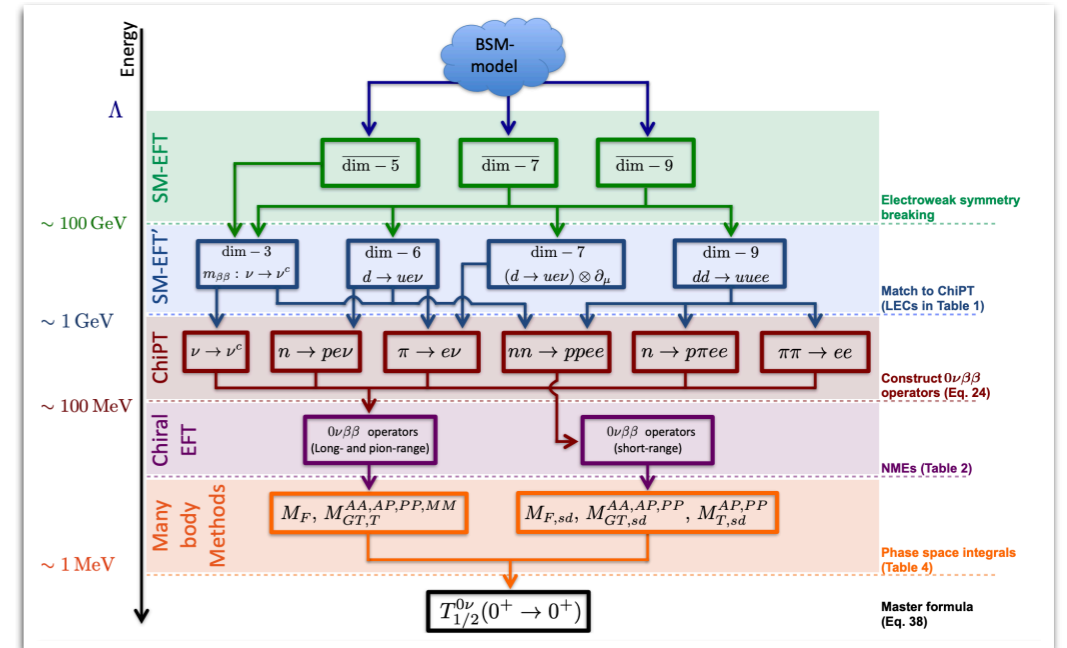 Energy
BSM-
model
Λ
SM-EFT
dim − 5
dim − 7
dim − 9
Electroweak symmetry
breaking
∼ 100 GeV
SM-EFT'
dim − 3
m_{ββ} : ν → ν^c
dim − 6
d → ueν
dim − 7
(d → ueν) ⊗ ∂_μ
dim − 9
dd → uuee
Match to ChiPT
(LECs in Table 1)
∼ 1 GeV
ChiPT
ν → ν^c
n → peν
π → eν
nn → ppee
n → pπee
ππ → ee
Construct 0νββ
operators (Eq. 24)
∼ 100 MeV
Chiral
EFT
0νββ operators
(Long- and pion-range)
0νββ operators
(short-range)
NMEs (Table 2)
Many
body
Methods
M_F, M_{GT,T}^{AA,AP,PP,MM}
M_{F,sd}, M_{GT,sd}^{AA,AP,PP}, M_{T,sd}^{AP,PP}
Phase space integrals
(Table 4)
∼ 1 MeV
T_{1/2}^{0ν}(0^+ → 0^+)
Master formula
(Eq. 38)